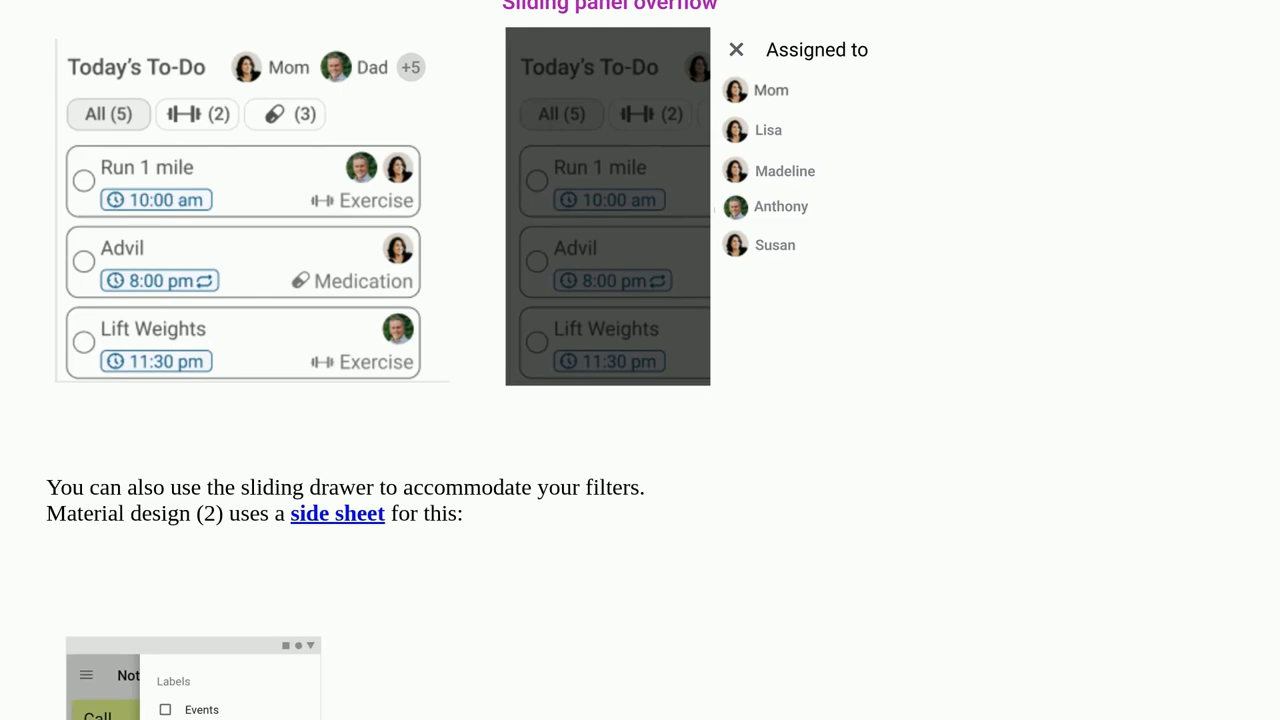 Sliding panel overflow
Today's To-Do Mom Dad +5
All (5) (2) (3)
Run 1 mile
10:00 am Exercise
Advil
8:00 pm Medication
Lift Weights
11:30 pm Exercise
Today's To-Do
All (5) (2)
Run 1 mile
10:00 am
Advil
8:00 pm
Lift Weights
11:30 pm
Assigned to
Mom
Lisa
Madeline
Anthony
Susan
You can also use the sliding drawer to accommodate your filters.
Material design (2) uses a side sheet for this:
Not
Labels
Events
Call